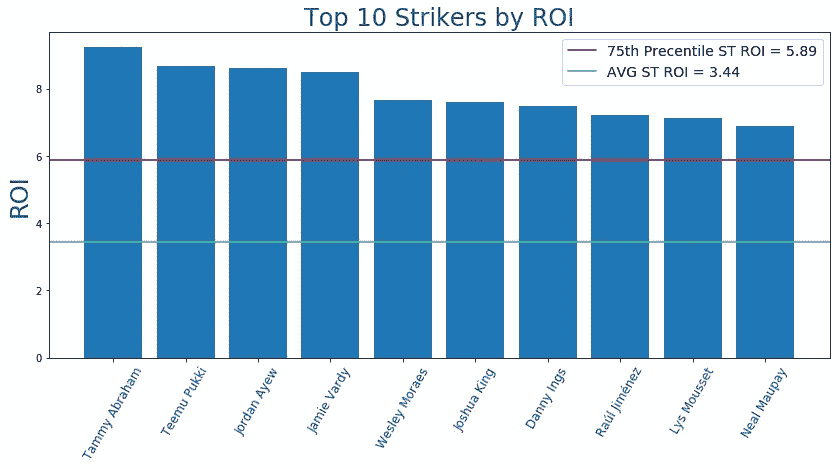 Top 10 Strikers by ROI
75th Precentile ST ROI = 5.89
AVG ST ROI = 3.44
ROI
8
6
4
2
0
Tammy Abraham
Teemu Pukki
Jordan Ayew
Jamie Vardy
Wesley Moraes
Joshua King
Danny Ings
Raúl Jiménez
Lys Mousset
Neal Maupay